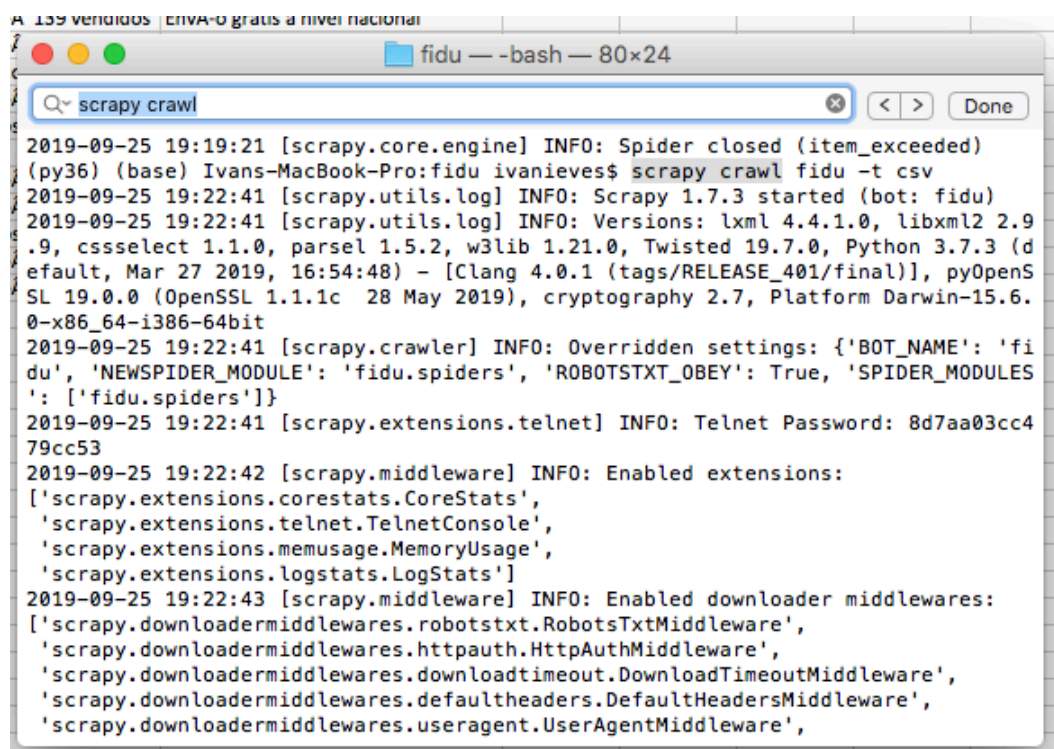 139 vendidos EnvA-o gratis a nivel nacional
fidu — -bash — 80×24
scrapy crawl
< > Done
2019-09-25 19:19:21 [scrapy.core.engine] INFO: Spider closed (item_exceeded)
(py36) (base) Ivans-MacBook-Pro:fidu ivanieves$ scrapy crawl fidu -t csv
2019-09-25 19:22:41 [scrapy.utils.log] INFO: Scrapy 1.7.3 started (bot: fidu)
2019-09-25 19:22:41 [scrapy.utils.log] INFO: Versions: lxml 4.4.1.0, libxml2 2.9
.9, cssselect 1.1.0, parsel 1.5.2, w3lib 1.21.0, Twisted 19.7.0, Python 3.7.3 (d
efault, Mar 27 2019, 16:54:48) - [Clang 4.0.1 (tags/RELEASE_401/final)], pyOpenS
SL 19.0.0 (OpenSSL 1.1.1c  28 May 2019), cryptography 2.7, Platform Darwin-15.6.
0-x86_64-i386-64bit
2019-09-25 19:22:41 [scrapy.crawler] INFO: Overridden settings: {'BOT_NAME': 'fi
du', 'NEWSPIDER_MODULE': 'fidu.spiders', 'ROBOTSTXT_OBEY': True, 'SPIDER_MODULES
': ['fidu.spiders']}
2019-09-25 19:22:41 [scrapy.extensions.telnet] INFO: Telnet Password: 8d7aa03cc4
79cc53
2019-09-25 19:22:42 [scrapy.middleware] INFO: Enabled extensions:
['scrapy.extensions.corestats.CoreStats',
 'scrapy.extensions.telnet.TelnetConsole',
 'scrapy.extensions.memusage.MemoryUsage',
 'scrapy.extensions.logstats.LogStats']
2019-09-25 19:22:43 [scrapy.middleware] INFO: Enabled downloader middlewares:
['scrapy.downloadermiddlewares.robotstxt.RobotsTxtMiddleware',
 'scrapy.downloadermiddlewares.httpauth.HttpAuthMiddleware',
 'scrapy.downloadermiddlewares.downloadtimeout.DownloadTimeoutMiddleware',
 'scrapy.downloadermiddlewares.defaultheaders.DefaultHeadersMiddleware',
 'scrapy.downloadermiddlewares.useragent.UserAgentMiddleware',